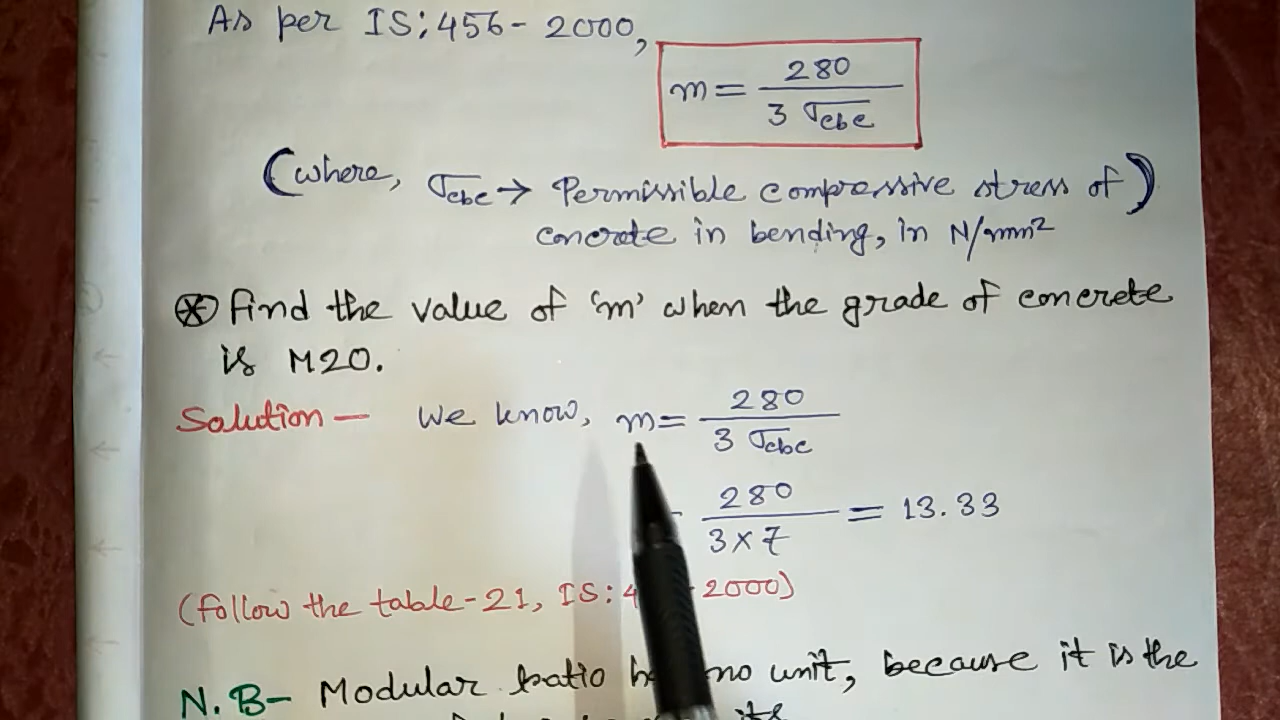 As per IS:456-2000,
m = 280 / 3 σcbc
(where, σcbc → Permissible compressive stress of)
concrete in bending, in N/mm²
⊛ Find the value of 'm' when the grade of concrete
is M20.
Solution — We know, m = 280 / 3 σcbc
280 / 3×7 = 13.33
(Follow the table-21, IS:4 2000)
N.B- Modular ratio no unit, because it is the